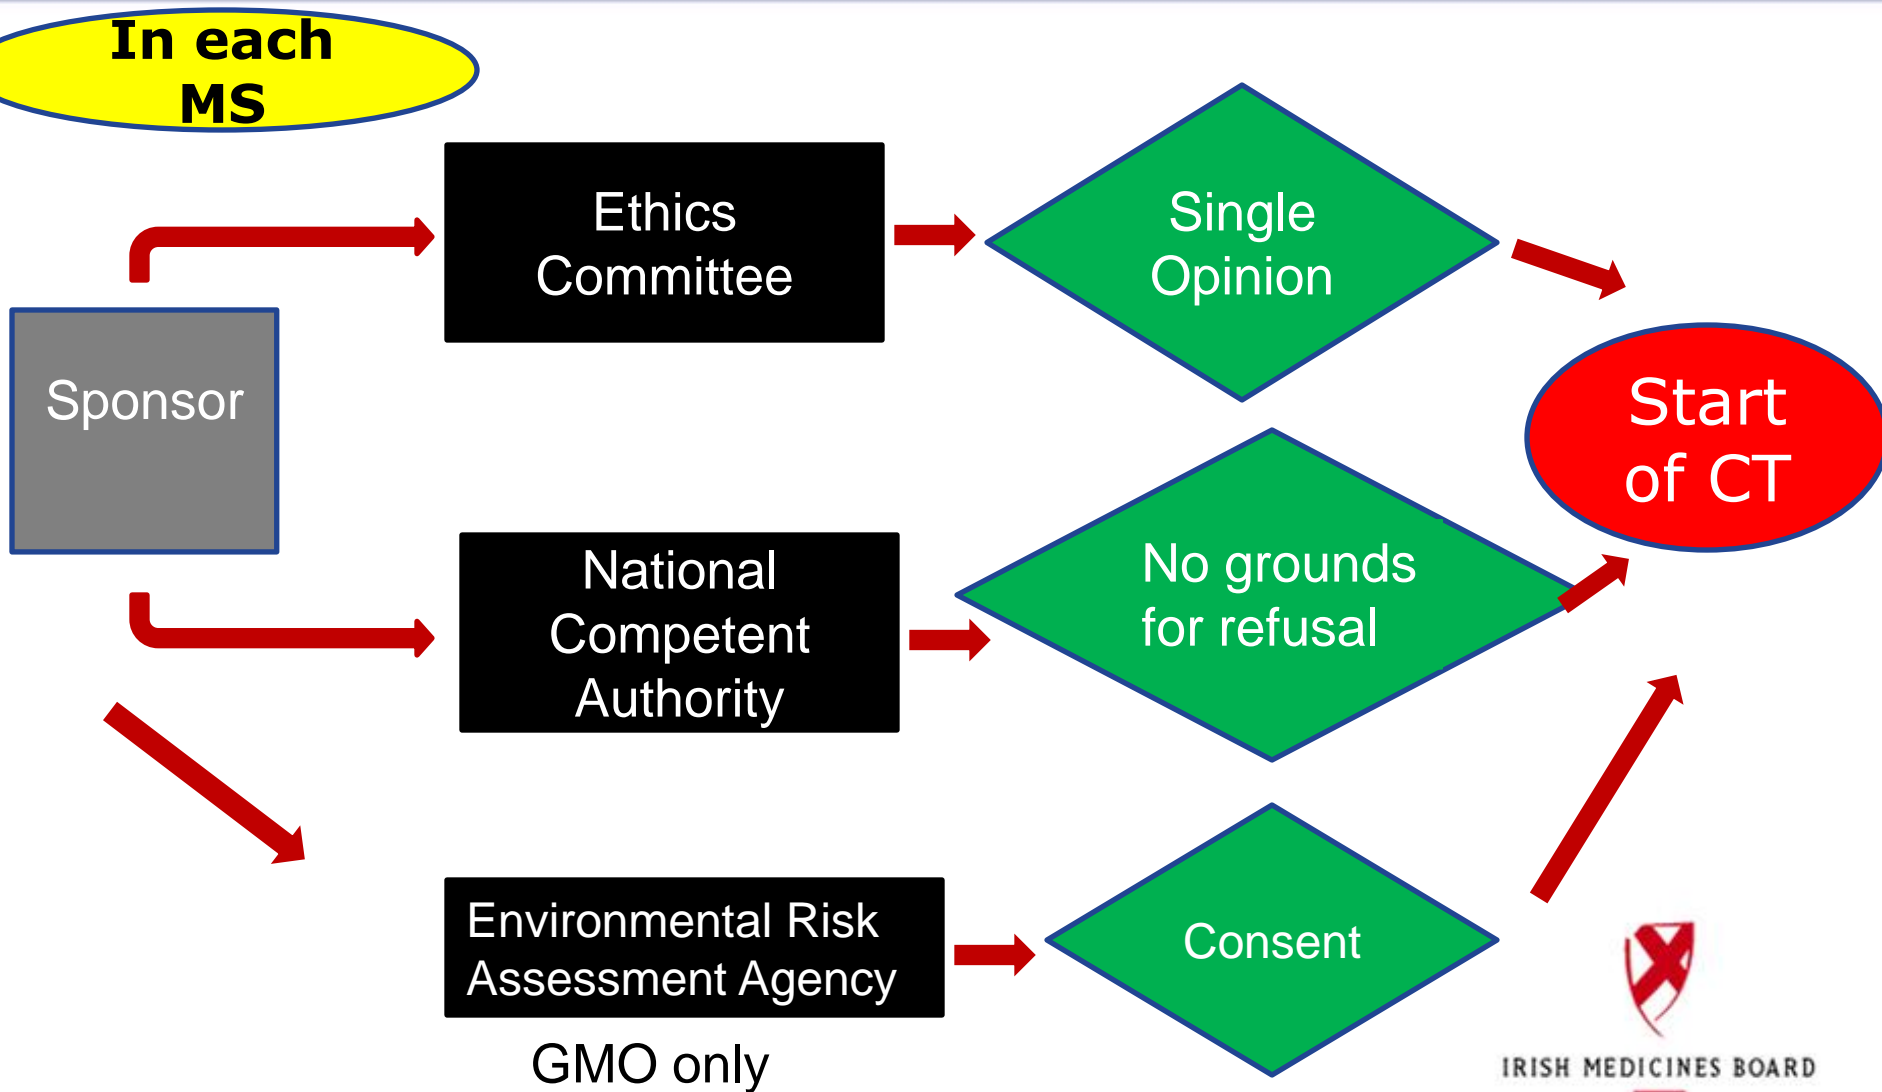 In each
MS
Ethics
Committee
Single
Opinion
Sponsor
Start
of CT
National
Competent
Authority
No grounds
for refusal
Environmental Risk
Assessment Agency
Consent
GMO only
IRISH MEDICINES BOARD